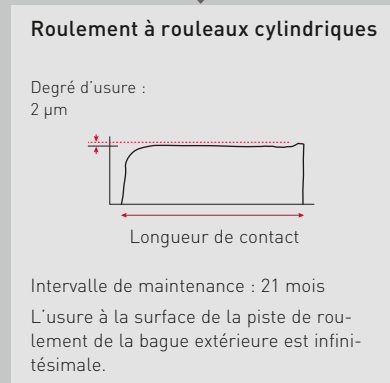 Roulement à rouleaux cylindriques
Degré d'usure :
2 µm
Longueur de contact
Intervalle de maintenance : 21 mois
L'usure à la surface de la piste de rou-
lement de la bague extérieure est infini-
tésimale.